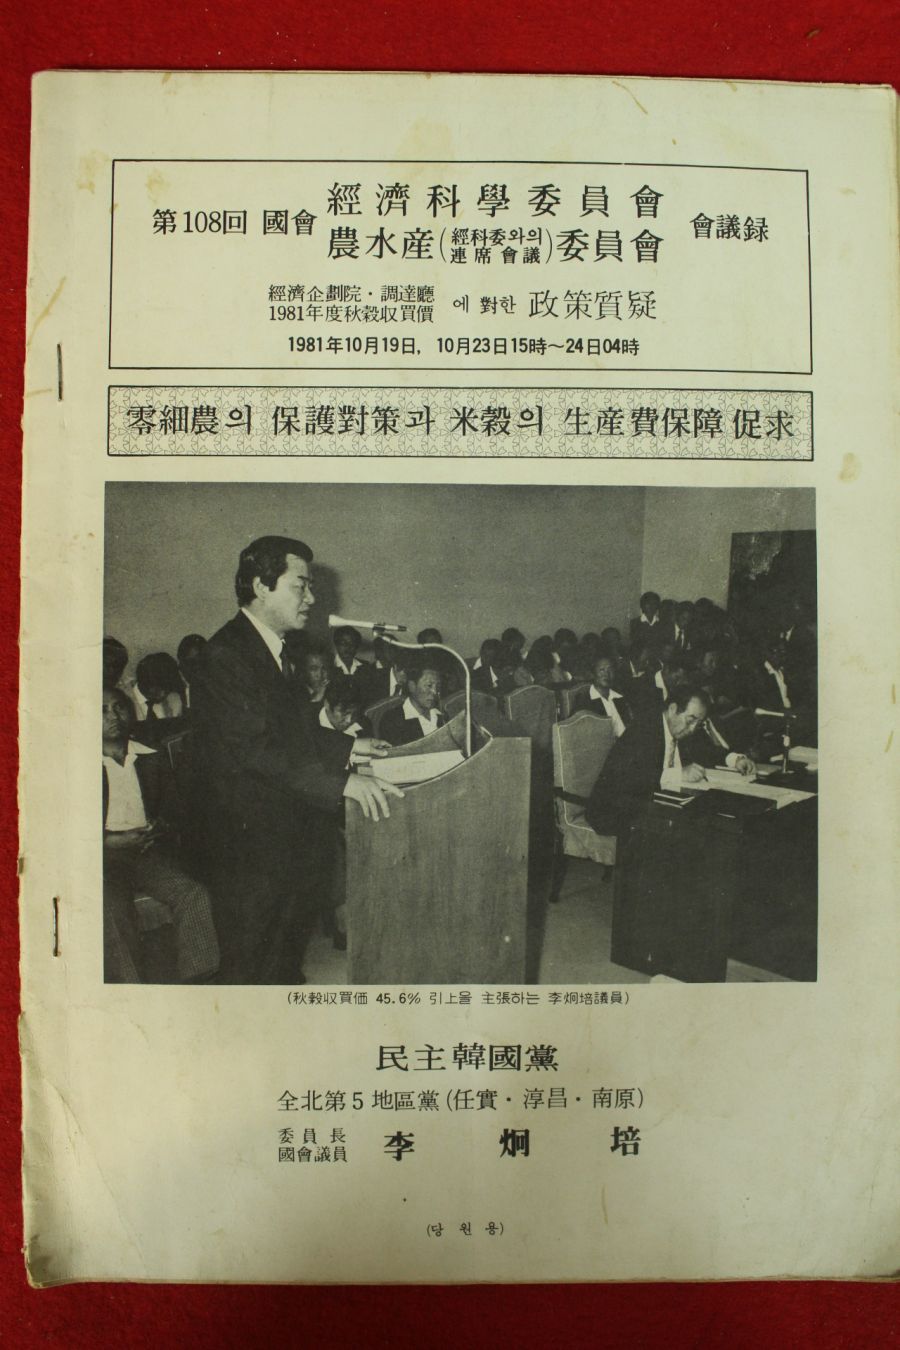 第108回 國會 經濟科學委員會 會議録
農水産(經科委와의 連席會議)委員會
經濟企劃院・調達廳
1981年度秋穀収買價 에 對한 政策質疑
1981年10月19日, 10月23日15時～24日04時
零細農의 保護對策과 米穀의 生産費保障 促求
(秋穀収買価 45.6% 引上을 主張하는 李炯培議員)
民主韓國黨
全北第5地區黨(任實・淳昌・南原)
委員長
國會議員 李炯培
(당원용)